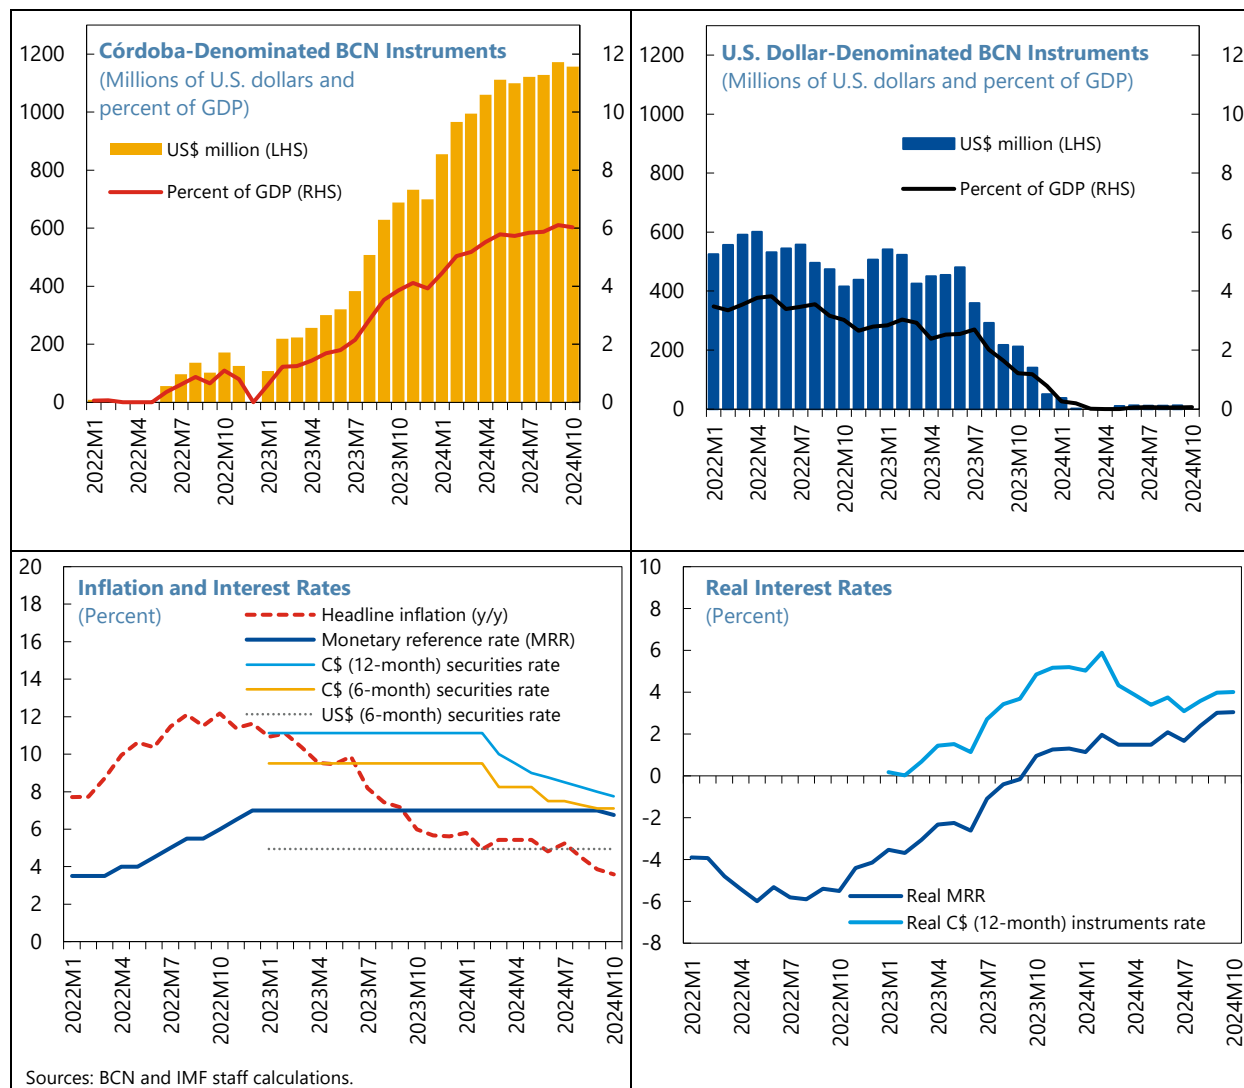 Córdoba-Denominated BCN Instruments
(Millions of U.S. dollars and
percent of GDP)
US$ million (LHS)
Percent of GDP (RHS)
1200
1000
800
600
400
200
0
12
10
8
6
4
2
0
2022M1
2022M4
2022M7
2022M10
2023M1
2023M4
2023M7
2023M10
2024M1
2024M4
2024M7
2024M10
U.S. Dollar-Denominated BCN Instruments
(Millions of U.S. dollars and percent of GDP)
US$ million (LHS)
Percent of GDP (RHS)
1200
1000
800
600
400
200
0
12
10
8
6
4
2
0
2022M1
2022M4
2022M7
2022M10
2023M1
2023M4
2023M7
2023M10
2024M1
2024M4
2024M7
2024M10
Inflation and Interest Rates
(Percent)
Headline inflation (y/y)
Monetary reference rate (MRR)
C$ (12-month) securities rate
C$ (6-month) securities rate
US$ (6-month) securities rate
20
18
16
14
12
10
8
6
4
2
0
2022M1
2022M4
2022M7
2022M10
2023M1
2023M4
2023M7
2023M10
2024M1
2024M4
2024M7
2024M10
Real Interest Rates
(Percent)
10
8
6
4
2
0
-2
-4
-6
-8
Real MRR
Real C$ (12-month) instruments rate
2022M1
2022M4
2022M7
2022M10
2023M1
2023M4
2023M7
2023M10
2024M1
2024M4
2024M7
2024M10
Sources: BCN and IMF staff calculations.